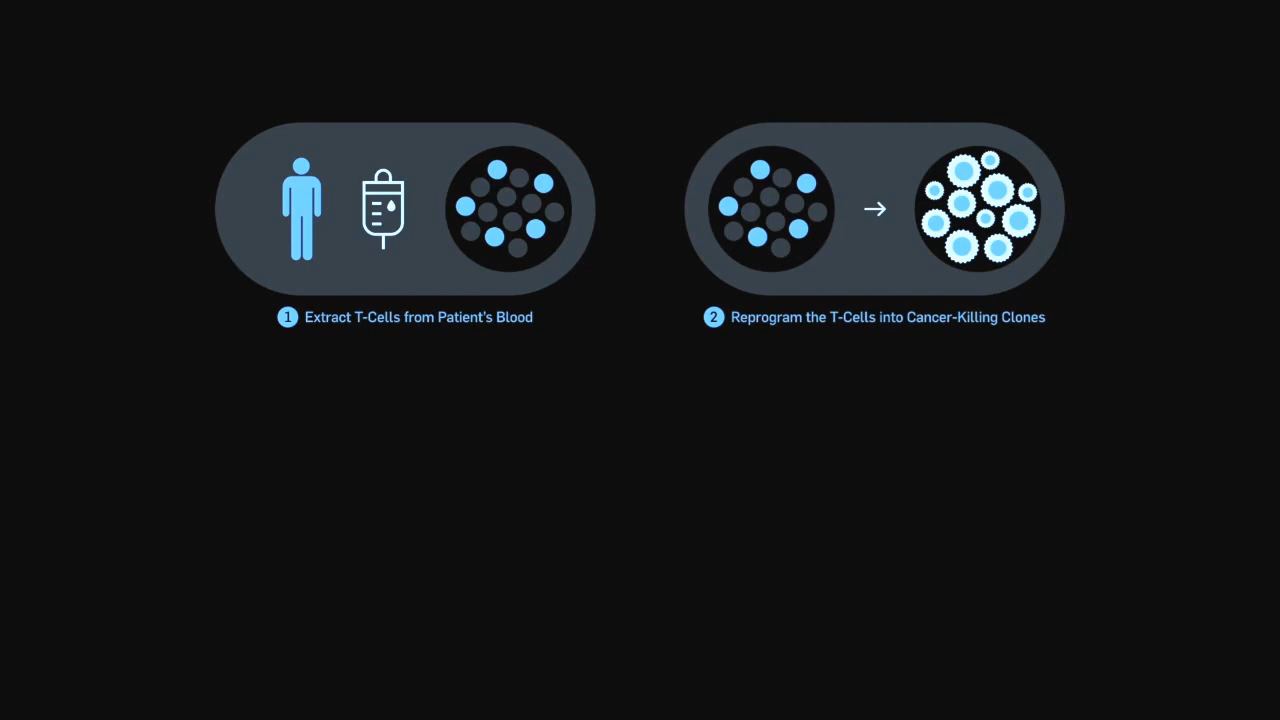 1 Extract T-Cells from Patient's Blood
2 Reprogram the T-Cells into Cancer-Killing Clones